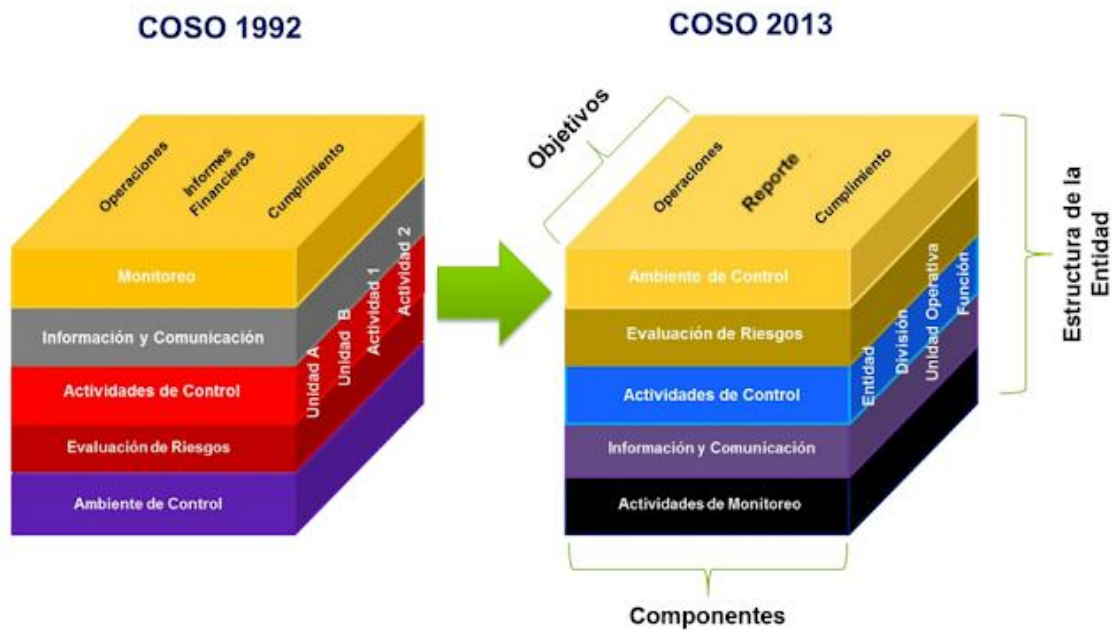 COSO 1992
Operaciones
Informes
Financieros
Cumplimiento
Monitoreo
Información y Comunicación
Actividades de Control
Evaluación de Riesgos
Ambiente de Control
Unidad A
Unidad B
Actividad 1
Actividad 2
COSO 2013
Objetivos
Operaciones
Reporte
Cumplimiento
Ambiente de Control
Evaluación de Riesgos
Actividades de Control
Información y Comunicación
Actividades de Monitoreo
Entidad
División
Unidad Operativa
Función
Estructura de la
Entidad
Componentes